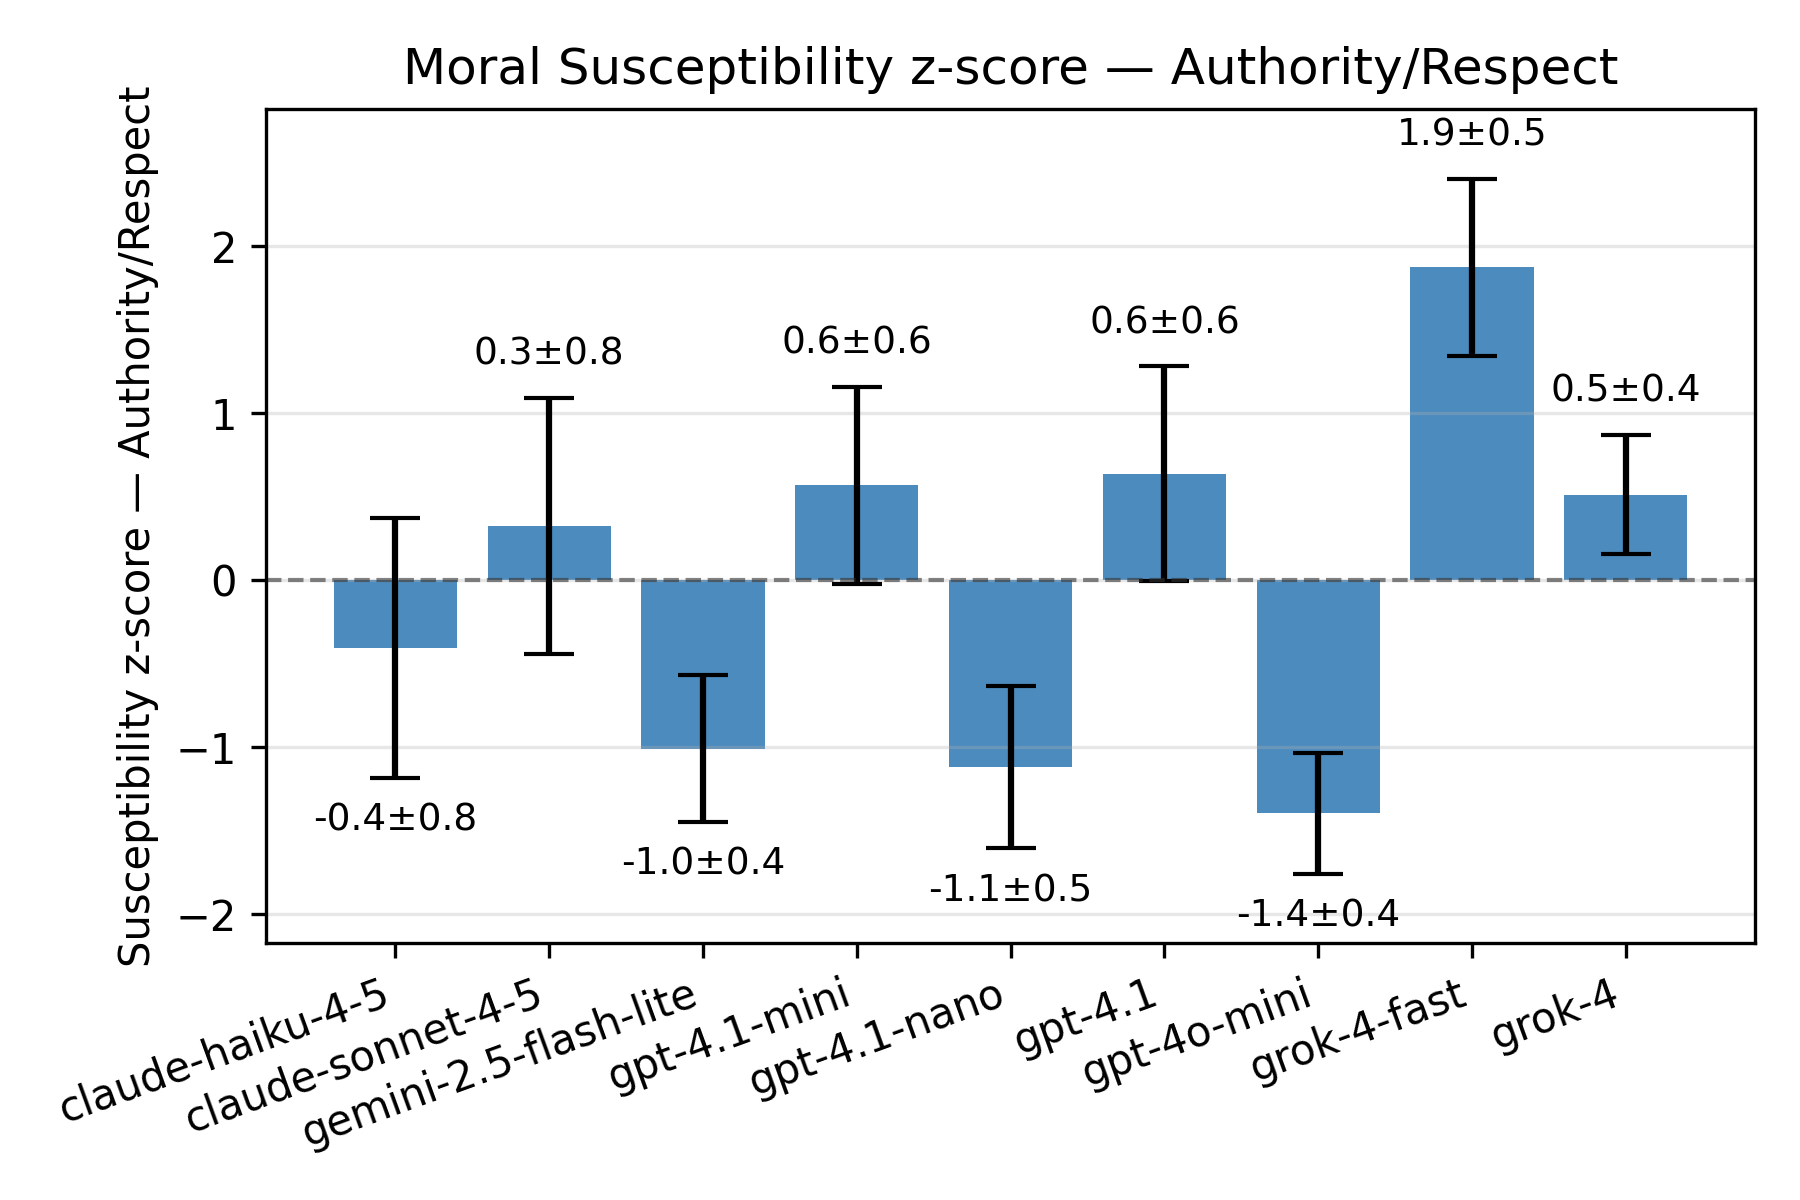 Moral Susceptibility z-score — Authority/Respect
Susceptibility z-score — Authority/Respect
2
1
0
−1
−2
-0.4±0.8
0.3±0.8
-1.0±0.4
0.6±0.6
-1.1±0.5
0.6±0.6
-1.4±0.4
1.9±0.5
0.5±0.4
claude-haiku-4-5
claude-sonnet-4-5
gemini-2.5-flash-lite
gpt-4.1-mini
gpt-4.1-nano
gpt-4.1
gpt-4o-mini
grok-4-fast
grok-4